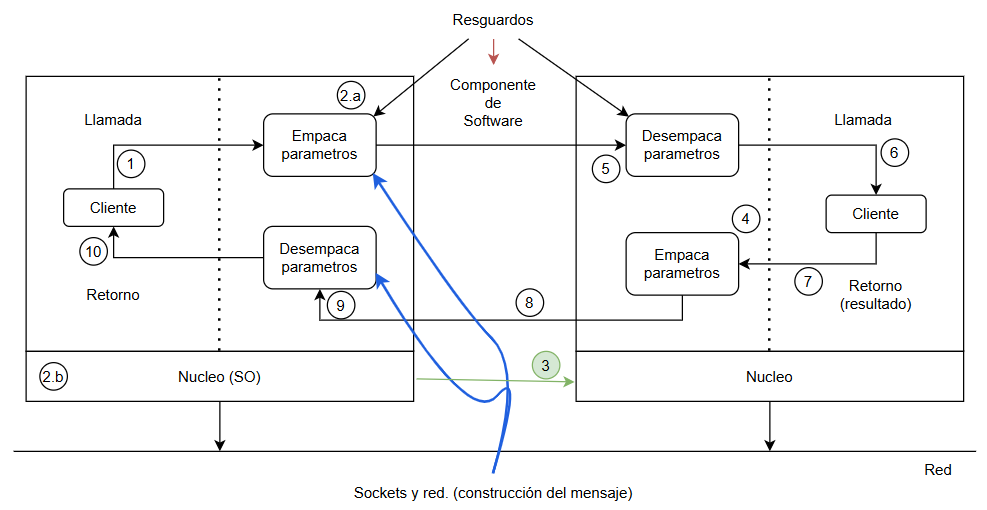 Resguardos
2.a
Componente
de
Software
Llamada
Empaca
parametros
Desempaca
parametros
Llamada
1
5
6
Cliente
Cliente
4
10
Desempaca
parametros
Empaca
parametros
Retorno
9
8
7
Retorno
(resultado)
2.b
Nucleo (SO)
3
Nucleo
Red
Sockets y red. (construcción del mensaje)